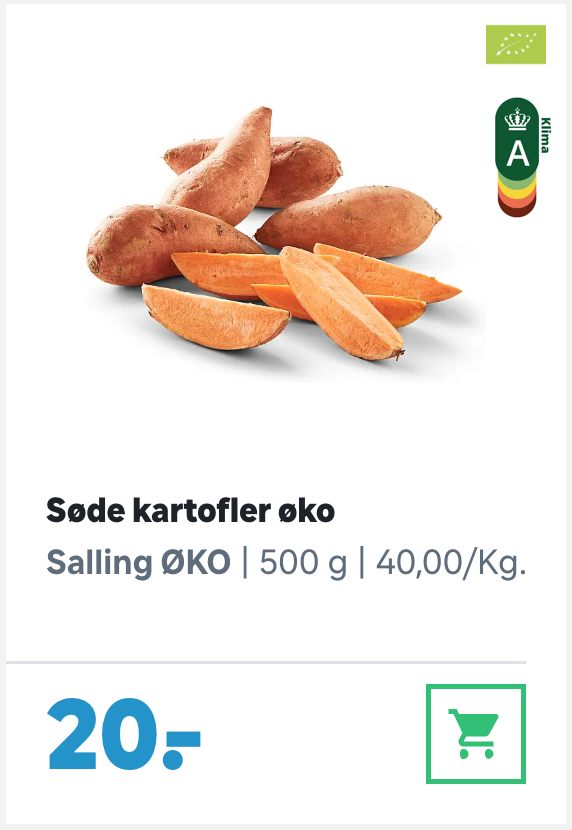 A
Klima
Søde kartofler øko
Salling ØKO | 500 g | 40,00/Kg.
20.-